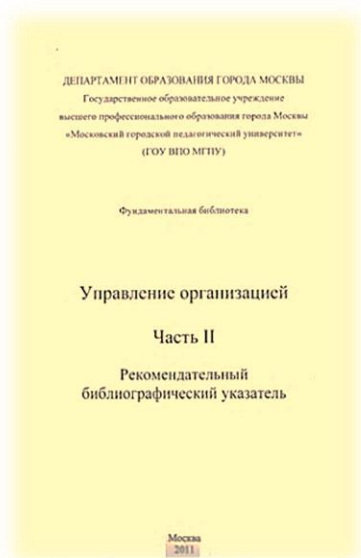 ДЕПАРТАМЕНТ ОБРАЗОВАНИЯ ГОРОДА МОСКВЫ
Государственное образовательное учреждение
высшего профессионального образования города Москвы
«Московский городской педагогический университет»
(ГОУ ВПО МГПУ)
Фундаментальная библиотека
Управление организацией
Часть II
Рекомендательный
библиографический указатель
Москва
2011